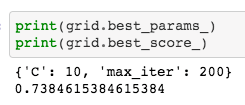 print(grid.best_params_)
print(grid.best_score_)
{'C': 10, 'max_iter': 200}
0.7384615384615384